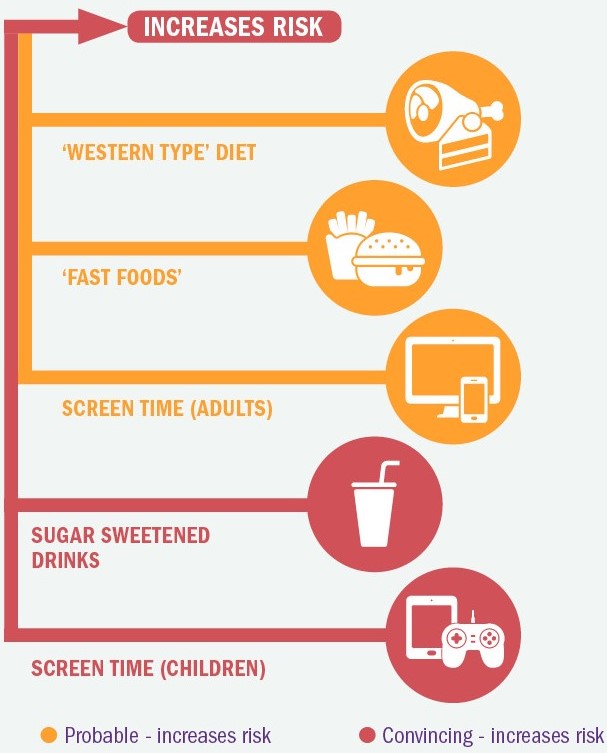 INCREASES RISK
‘WESTERN TYPE’ DIET
‘FAST FOODS’
SCREEN TIME (ADULTS)
SUGAR SWEETENED
DRINKS
SCREEN TIME (CHILDREN)
Probable - increases risk
Convincing - increases risk